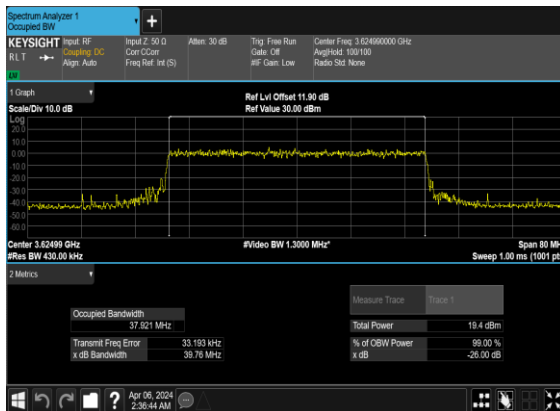 Spectrum Analyzer 1
Occupied BW
KEYSIGHT
R L T
Input: RF
Coupling: DC
Align: Auto
Input Z: 50 Ω
Corr CCorr
Freq Ref: Int (S)
Atten: 30 dB
Trig: Free Run
Gate: Off
#IF Gain: Low
Center Freq: 3.624990000 GHz
Avg|Hold: 100/100
Radio Std: None
1 Graph
Scale/Div 10.0 dB
Ref Lvl Offset 11.90 dB
Ref Value 30.00 dBm
Log
20.0
10.0
0.00
-10.0
-20.0
-30.0
-40.0
-50.0
-60.0
Center 3.62499 GHz
#Res BW 430.00 kHz
#Video BW 1.3000 MHz*
Span 80 MH
Sweep 1.00 ms (1001 pts
2 Metrics
Measure Trace Trace 1
Occupied Bandwidth
37.921 MHz
Total Power 19.4 dBm
Transmit Freq Error 33.193 kHz
% of OBW Power 99.00 %
x dB Bandwidth 39.76 MHz
x dB -26.00 dB
Apr 06, 2024
2:36:44 AM